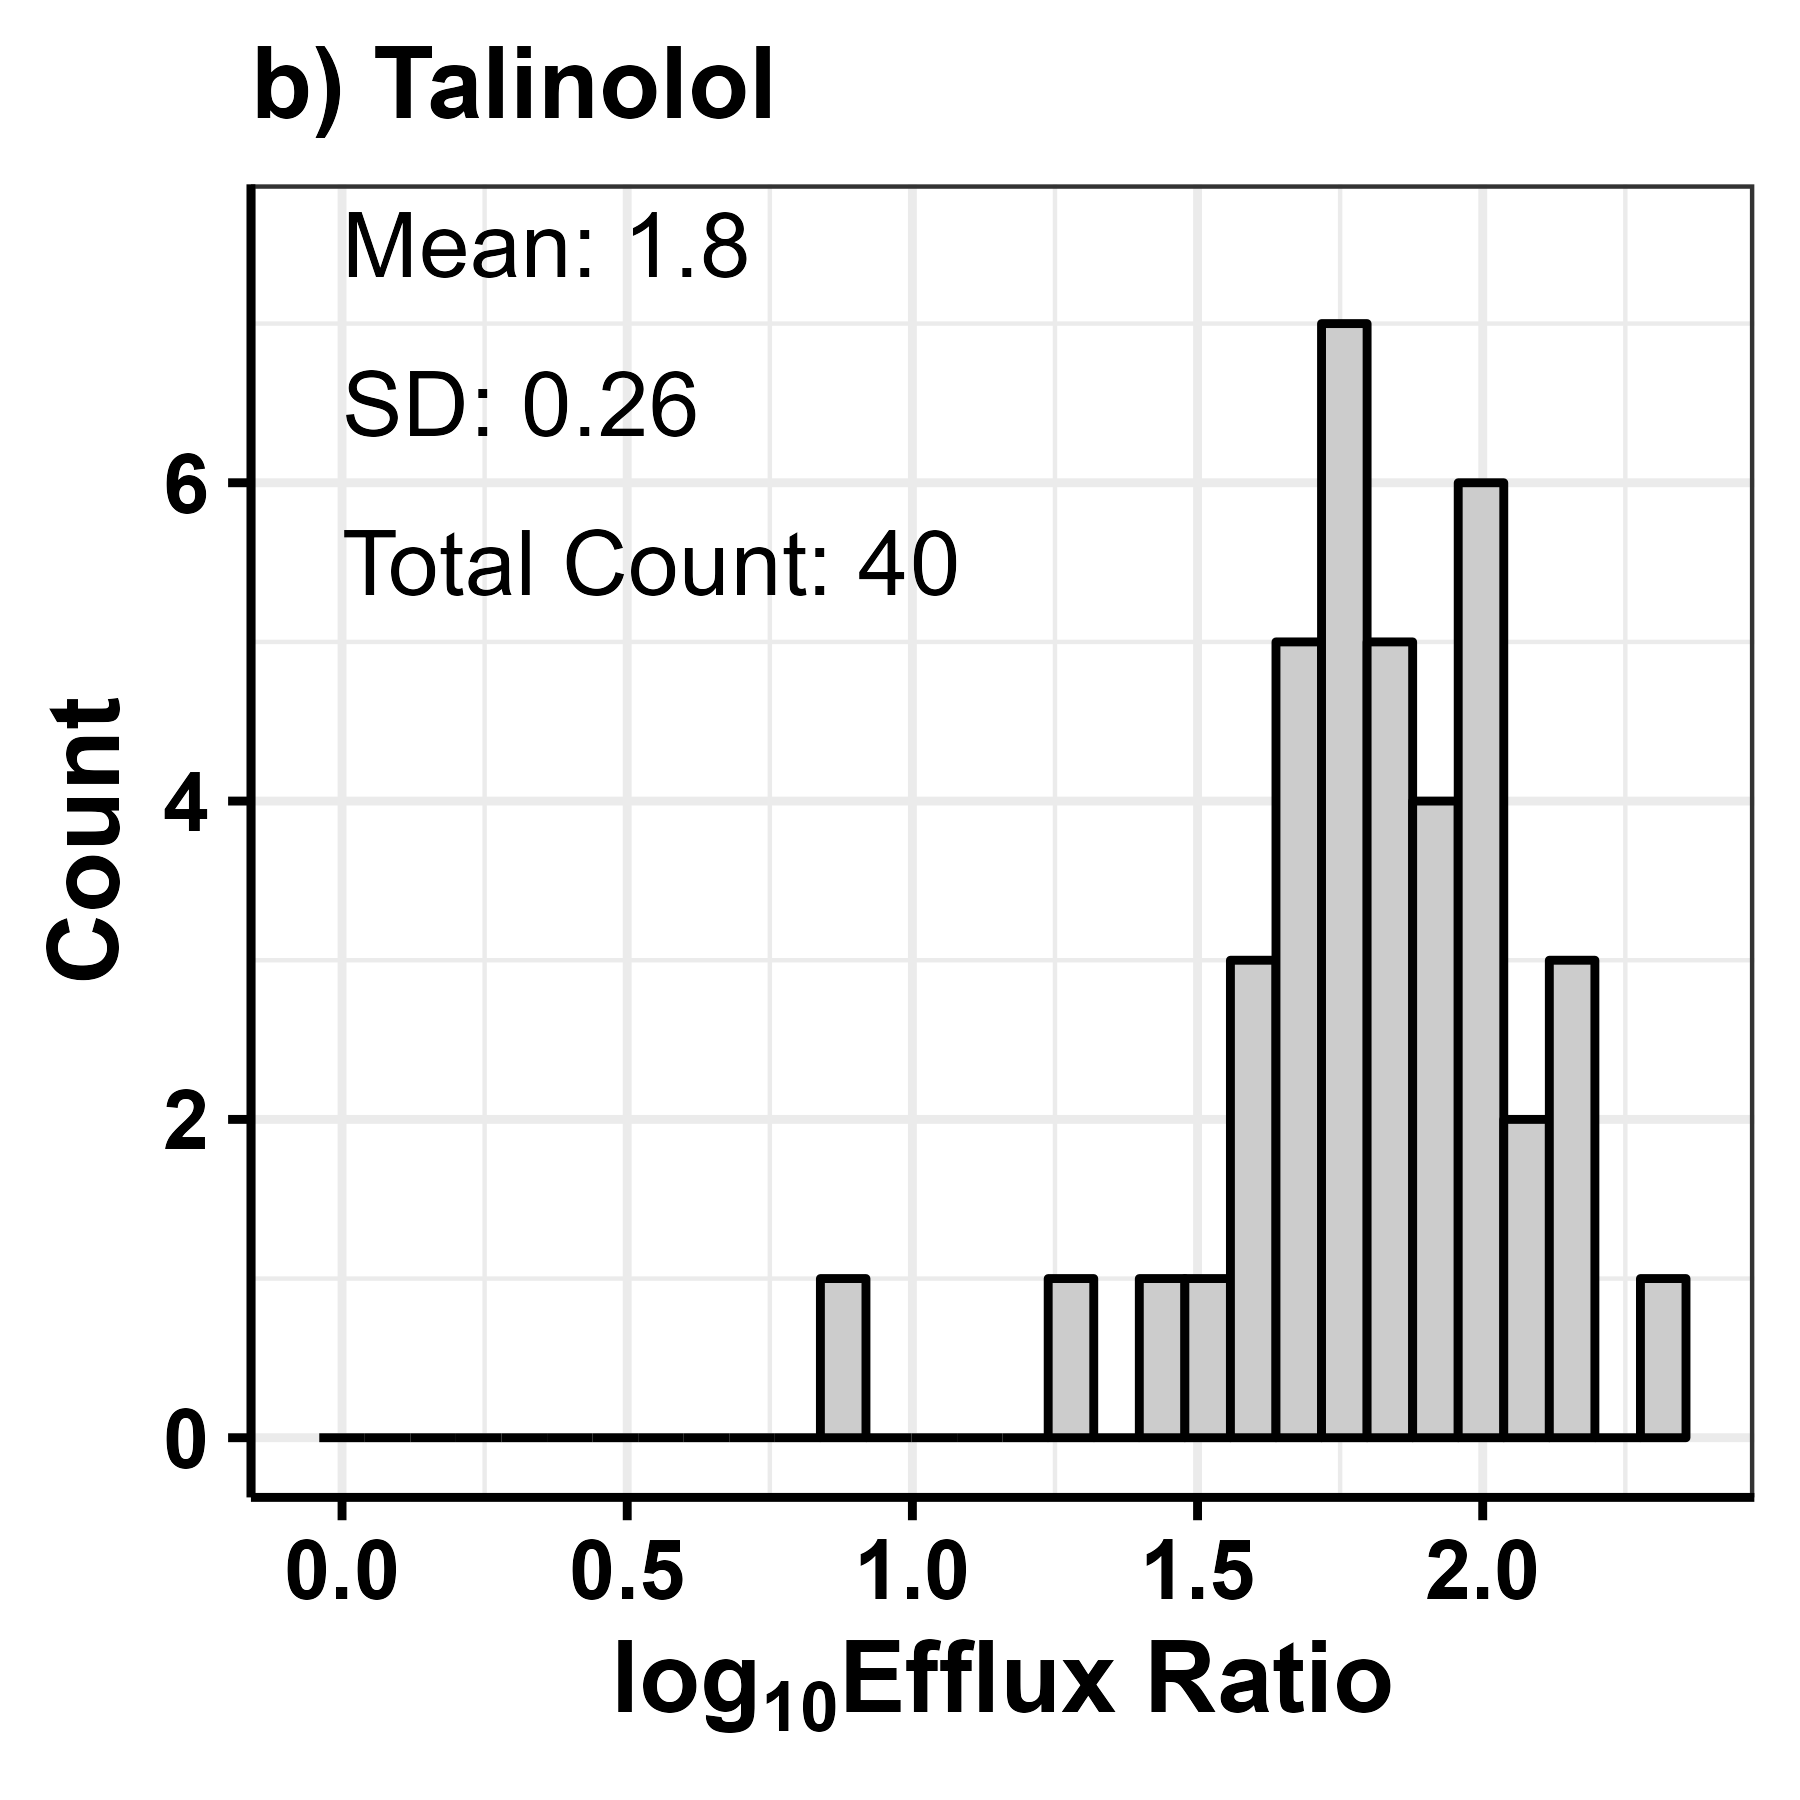 b) Talinolol
Mean: 1.8
SD: 0.26
Total Count: 40
Count
6
4
2
0
0.0 0.5 1.0 1.5 2.0
log₁₀Efflux Ratio